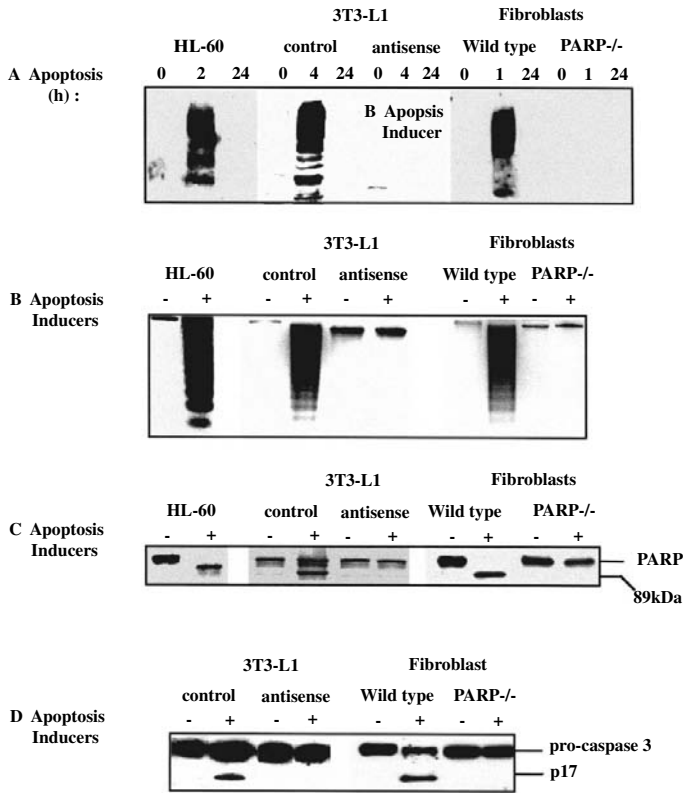 3T3-L1 Fibroblasts
HL-60 control antisense Wild type PARP-/-
A Apoptosis 0 2 24 0 4 24 0 4 24 0 1 24 0 1 24
(h) :
B Apopsis
Inducer
3T3-L1 Fibroblasts
HL-60 control antisense Wild type PARP-/-
B Apoptosis - + - + - + - + - +
Inducers
3T3-L1 Fibroblasts
HL-60 control antisense Wild type PARP-/-
C Apoptosis - + - + - + - + - +
Inducers
PARP
89kDa
3T3-L1 Fibroblast
control antisense Wild type PARP-/-
D Apoptosis - + - + - + - +
Inducers
pro-caspase 3
p17